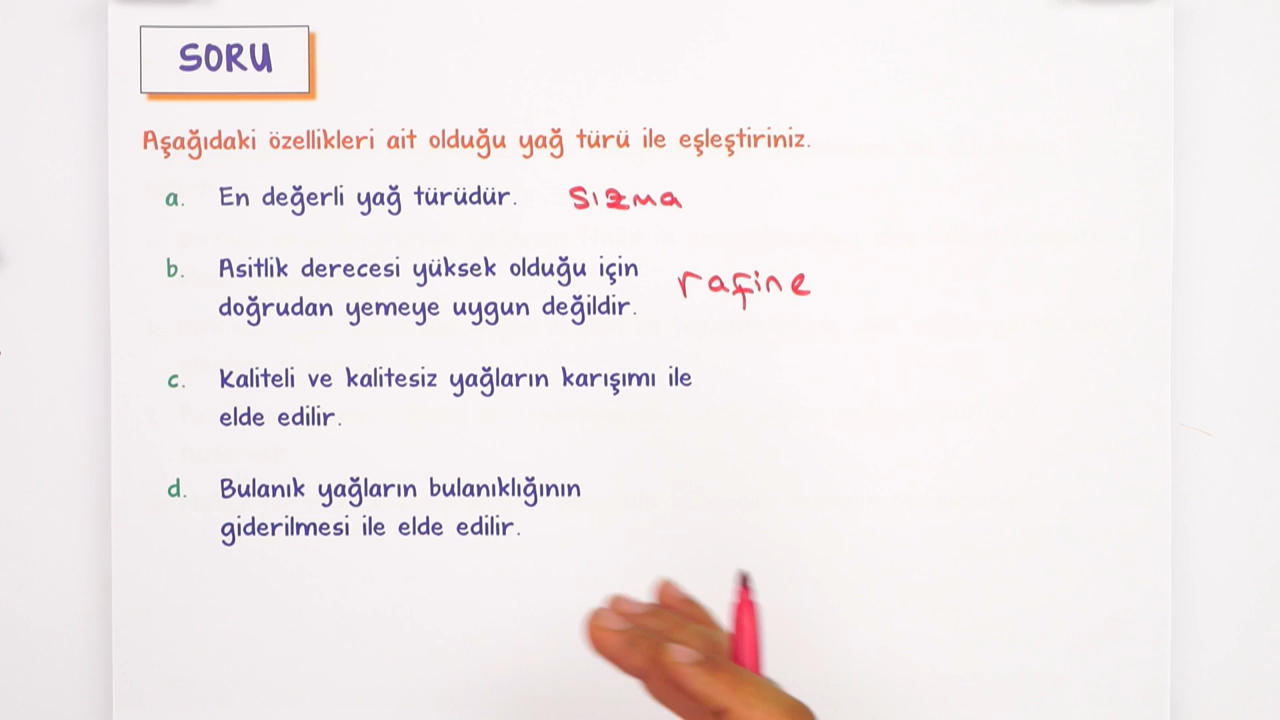 SORU
Aşağıdaki özellikleri ait olduğu yağ türü ile eşleştiriniz.
a. En değerli yağ türüdür. sızma
b. Asitlik derecesi yüksek olduğu için
doğrudan yemeye uygun değildir. rafine
c. Kaliteli ve kalitesiz yağların karışımı ile
elde edilir.
d. Bulanık yağların bulanıklığının
giderilmesi ile elde edilir.